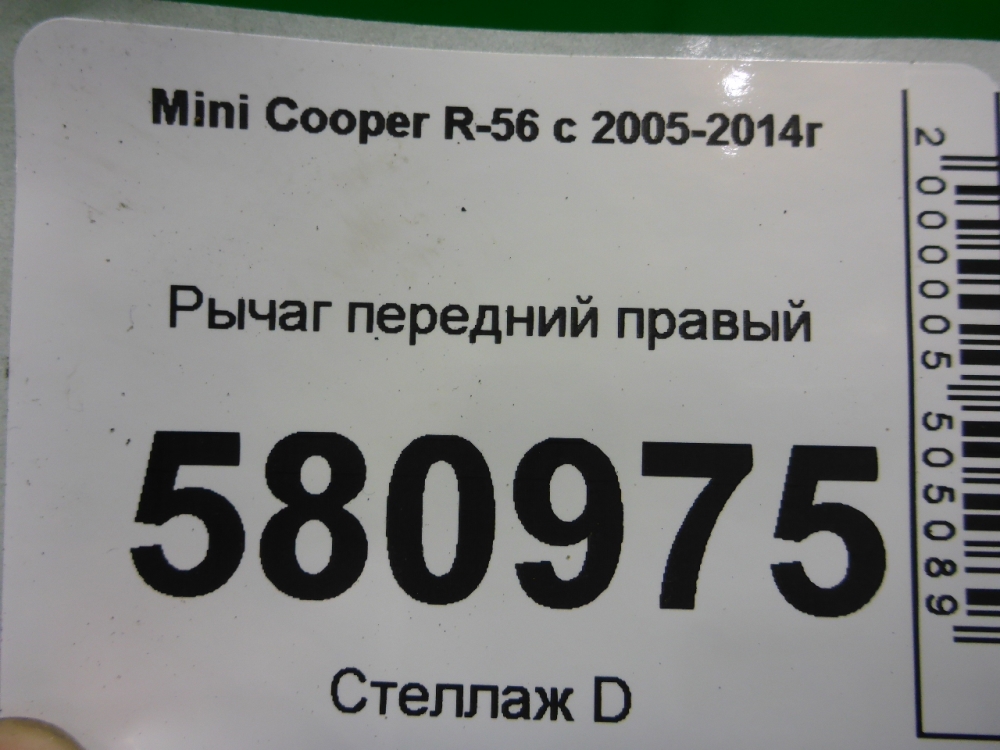 Mini Cooper R-56 с 2005-2014г
Рычаг передний правый
580975
Стеллаж D
2000005505089